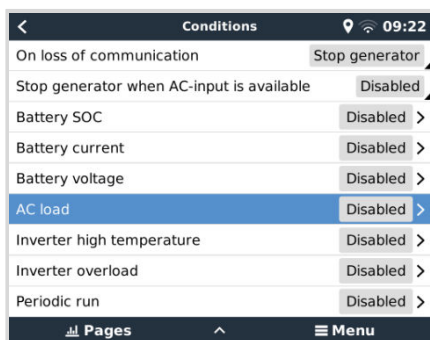 Conditions 09:22
On loss of communication Stop generator
Stop generator when AC-input is available Disabled
Battery SOC Disabled
Battery current Disabled
Battery voltage Disabled
AC load Disabled
Inverter high temperature Disabled
Inverter overload Disabled
Periodic run Disabled
Pages Menu